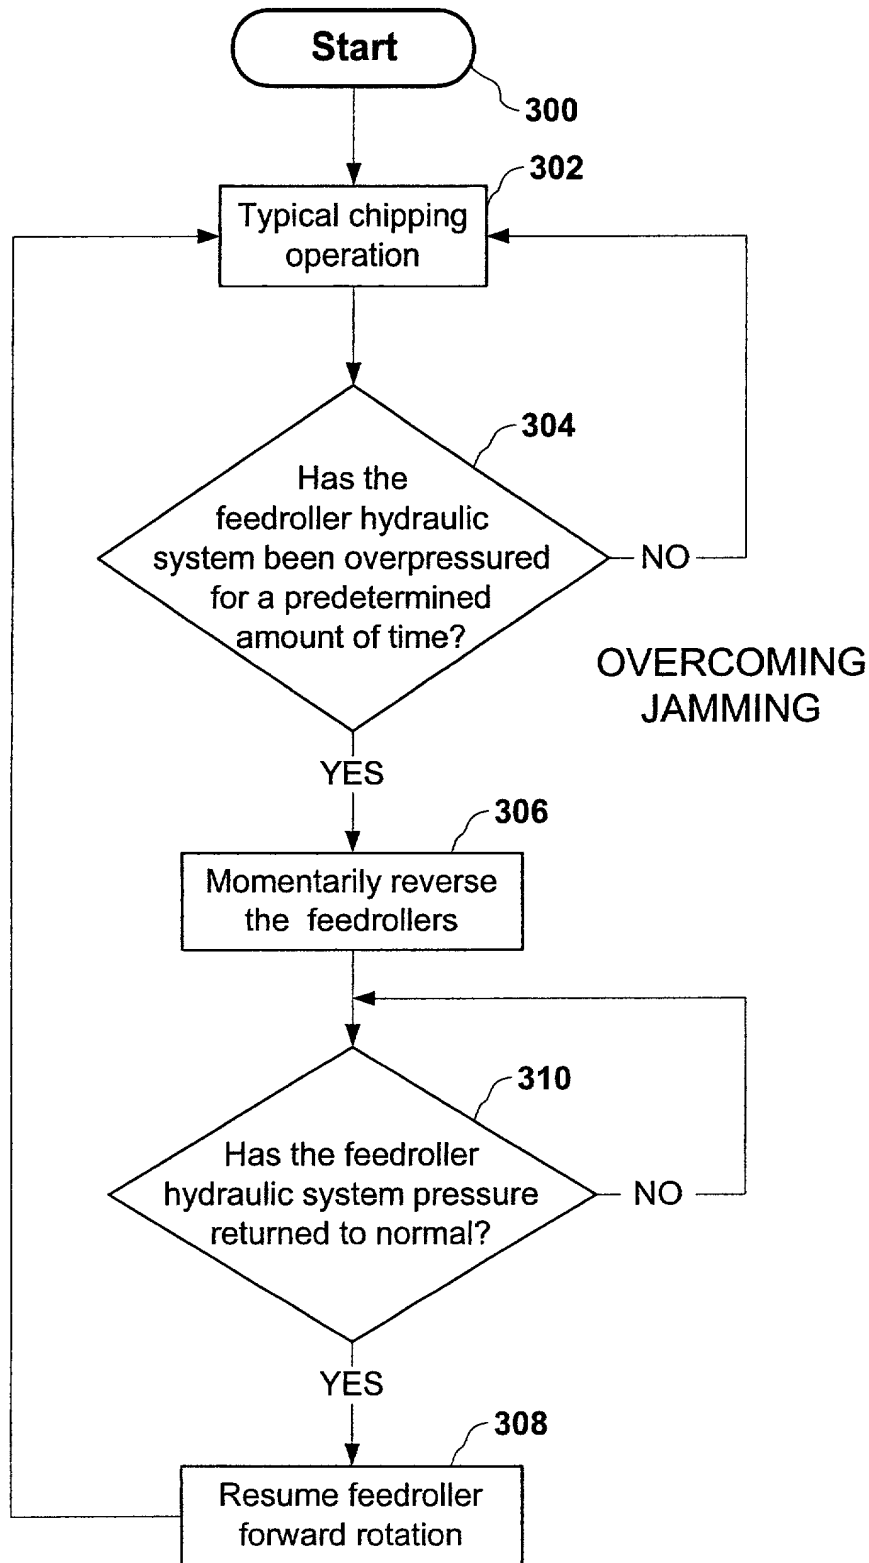 Start
300
302
Typical chipping
operation
304
Has the
feedroller hydraulic
system been overpressured
for a predetermined
amount of time?
NO
OVERCOMING
JAMMING
YES
306
Momentarily reverse
the feedrollers
310
Has the feedroller
hydraulic system pressure
returned to normal?
NO
YES
308
Resume feedroller
forward rotation